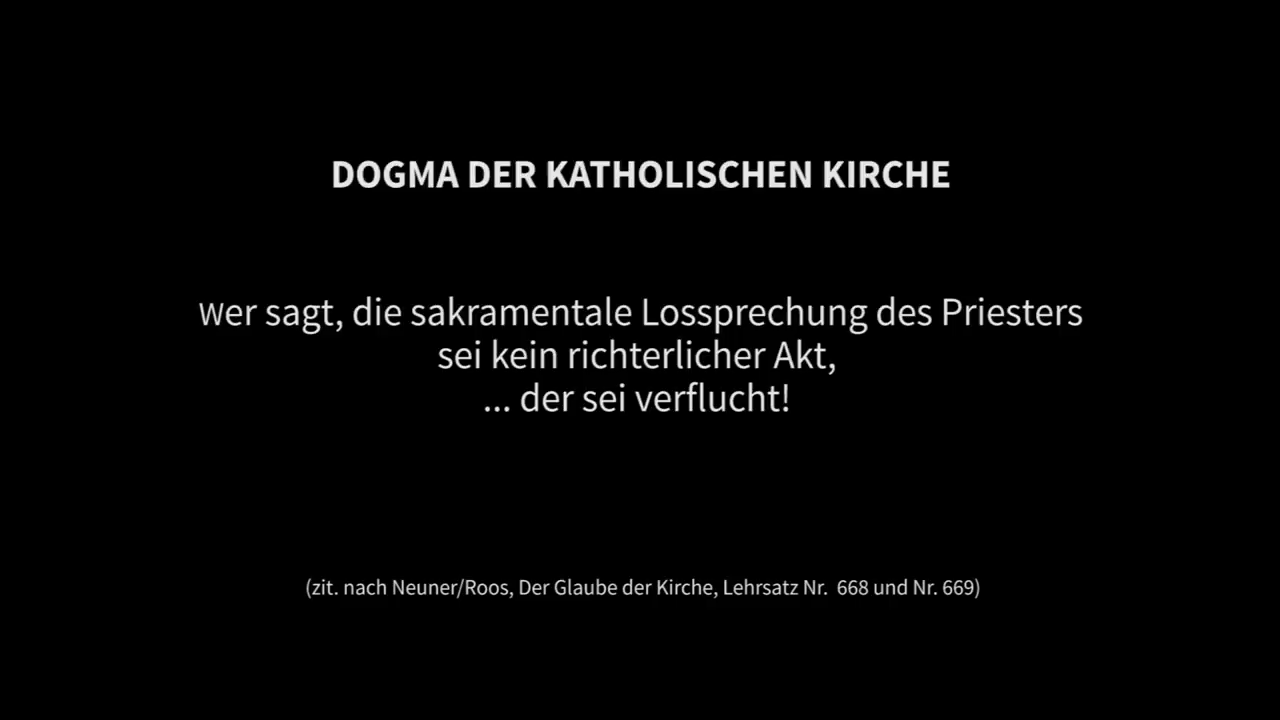 DOGMA DER KATHOLISCHEN KIRCHE
Wer sagt, die sakramentale Lossprechung des Priesters
sei kein richterlicher Akt,
... der sei verflucht!
(zit. nach Neuner/Roos, Der Glaube der Kirche, Lehrsatz Nr.  668 und Nr. 669)